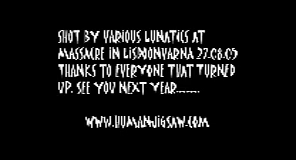 SHOT BY VARIOUS LUNATICS AT
MASSACRE IN LISDOONVARNA 27.08.05
THANKS TO EVERYONE THAT TURNED
UP. SEE YOU NEXT YEAR.........
WWW.HUMANJIGSAW.COM